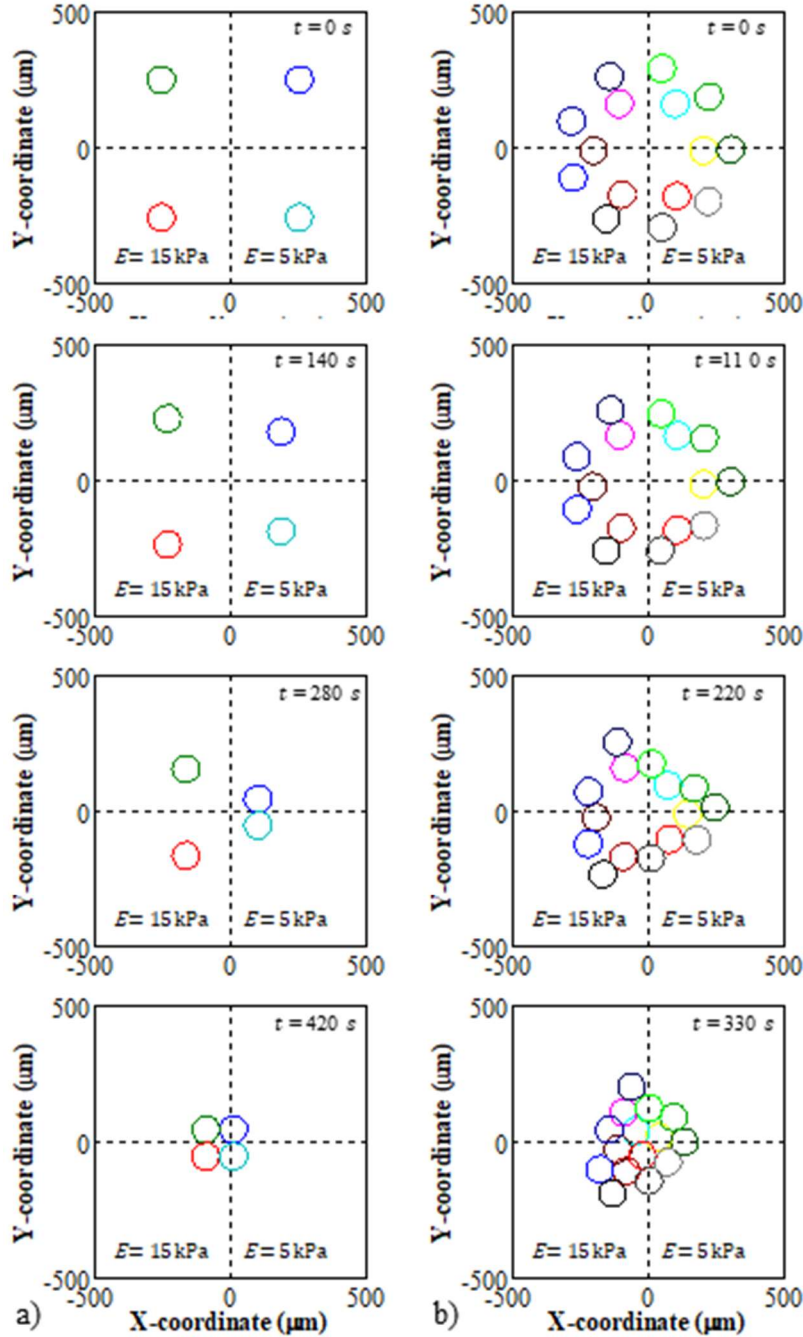 t = 0 s
500
0
-500
Y-coordinate (μm)
E = 15 kPa E = 5 kPa
-500 0 500
t = 0 s
500
0
-500
Y-coordinate (μm)
E = 15 kPa E = 5 kPa
-500 0 500
t = 140 s
500
0
-500
Y-coordinate (μm)
E = 15 kPa E = 5 kPa
-500 0 500
t = 11 0 s
500
0
-500
Y-coordinate (μm)
E = 15 kPa E = 5 kPa
-500 0 500
t = 280 s
500
0
-500
Y-coordinate (μm)
E = 15 kPa E = 5 kPa
-500 0 500
t = 220 s
500
0
-500
Y-coordinate (μm)
E = 15 kPa E = 5 kPa
-500 0 500
t = 420 s
500
0
-500
Y-coordinate (μm)
E = 15 kPa E = 5 kPa
-500 0 500
a) X-coordinate (μm)
t = 330 s
500
0
-500
Y-coordinate (μm)
E = 15 kPa E = 5 kPa
-500 0 500
b) X-coordinate (μm)